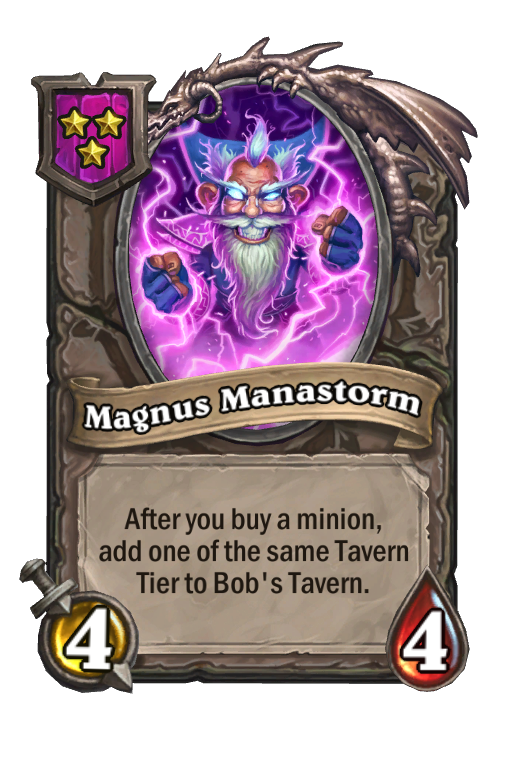 Magnus Manastorm
After you buy a minion,
add one of the same Tavern
Tier to Bob's Tavern.
4
4